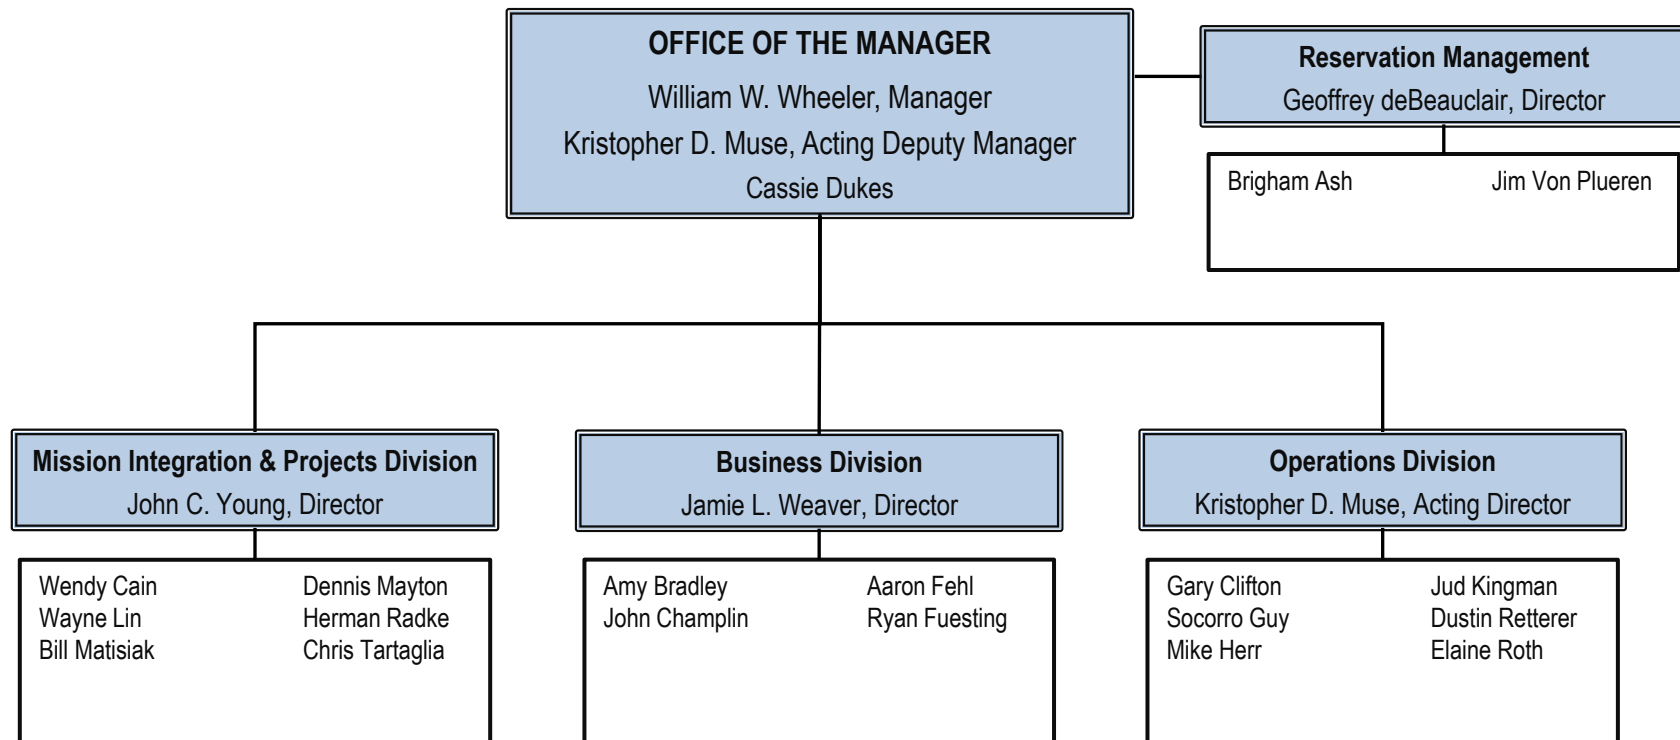 OFFICE OF THE MANAGER
William W. Wheeler, Manager
Kristopher D. Muse, Acting Deputy Manager
Cassie Dukes
Reservation Management
Geoffrey deBeauclair, Director
Brigham Ash
Jim Von Plueren
Mission Integration & Projects Division
John C. Young, Director
Wendy Cain
Wayne Lin
Bill Matisiak
Dennis Mayton
Herman Radke
Chris Tartaglia
Business Division
Jamie L. Weaver, Director
Amy Bradley
John Champlin
Aaron Fehl
Ryan Fuesting
Operations Division
Kristopher D. Muse, Acting Director
Gary Clifton
Socorro Guy
Mike Herr
Jud Kingman
Dustin Retterer
Elaine Roth